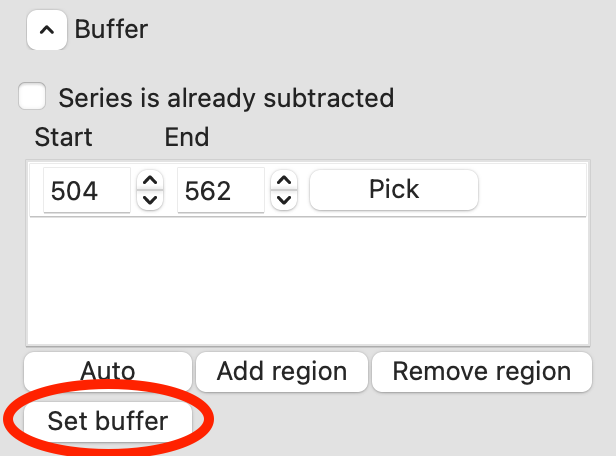 Buffer
Series is already subtracted
Start End
504 562 Pick
Auto Add region Remove region
Set buffer